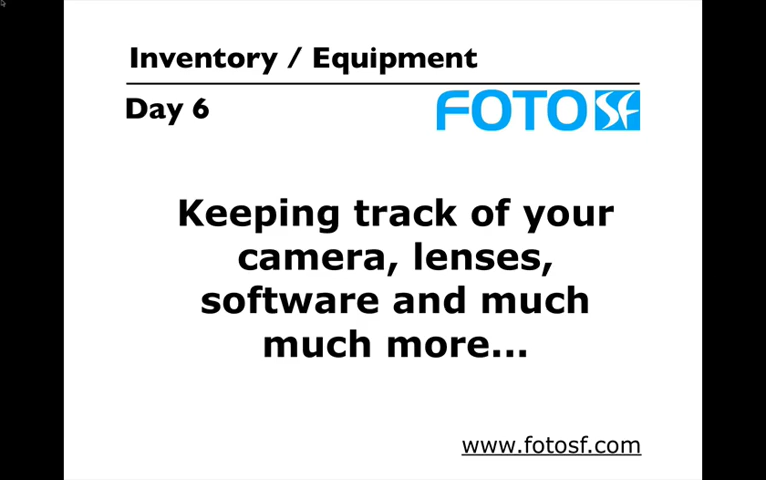 Inventory / Equipment
Day 6
FOTO SF
Keeping track of your
camera, lenses,
software and much
much more...
www.fotosf.com